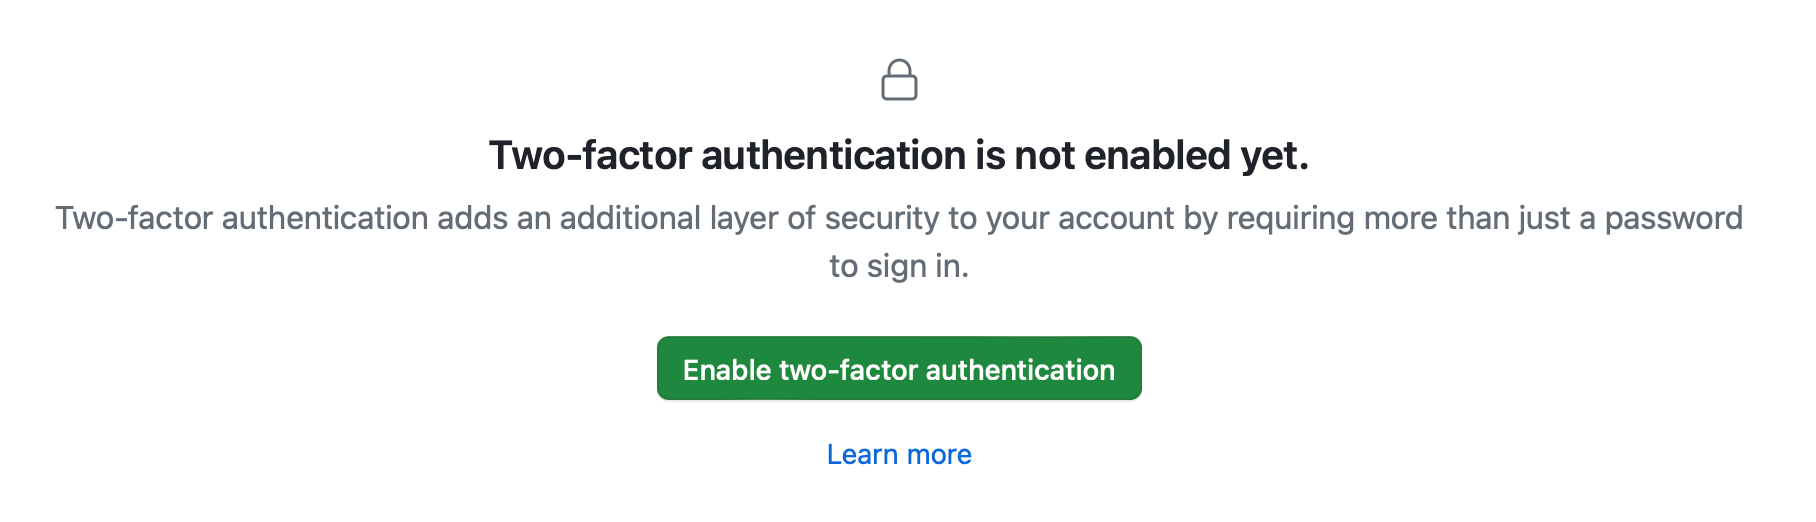 Two-factor authentication is not enabled yet.
Two-factor authentication adds an additional layer of security to your account by requiring more than just a password
to sign in.
Enable two-factor authentication
Learn more